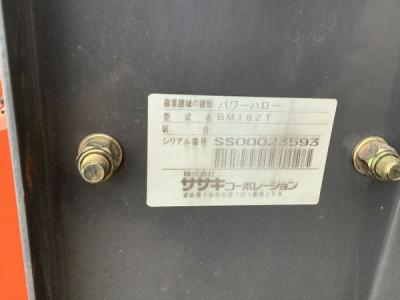 農業機械の種類 パワーハロー
型式名 BM182T
区分
シリアル番号 SS00023593
株式会社
ササキコーポレーション